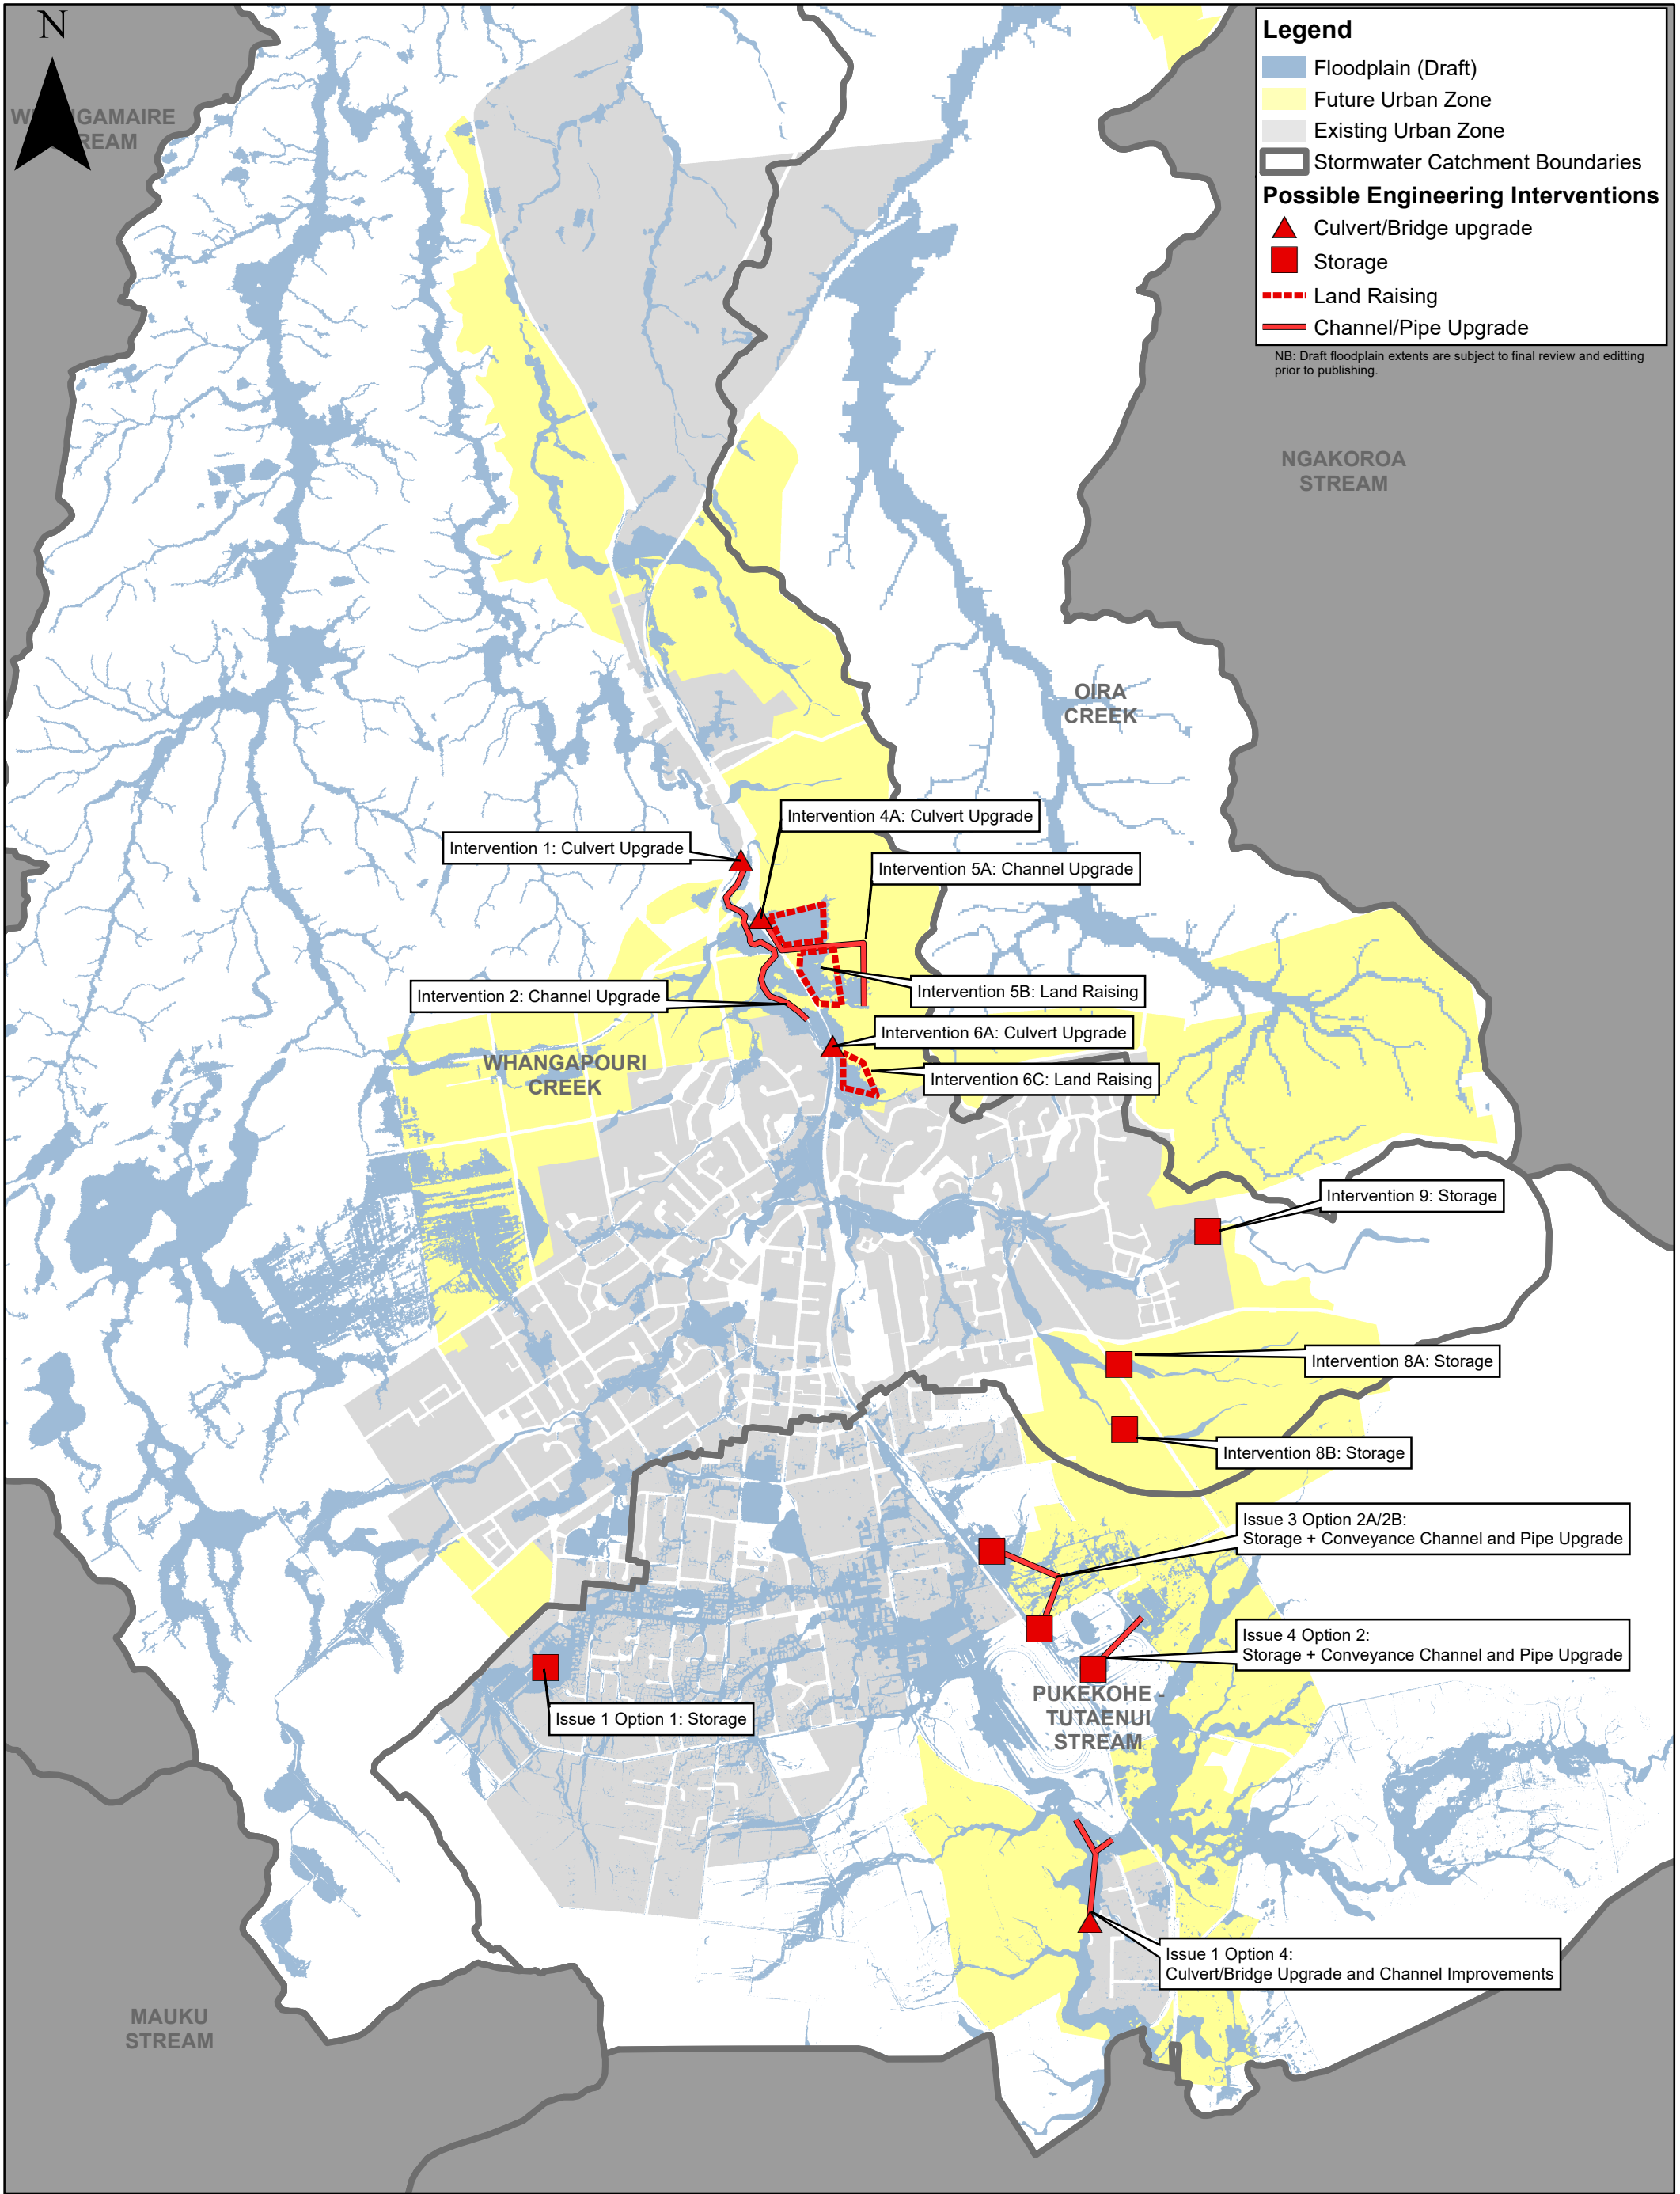 N
Legend
Floodplain (Draft)
Future Urban Zone
Existing Urban Zone
Stormwater Catchment Boundaries
Possible Engineering Interventions
Culvert/Bridge upgrade
Storage
Land Raising
Channel/Pipe Upgrade
NB: Draft floodplain extents are subject to final review and editting
prior to publishing.
NGAKOROA
STREAM
OIRA
CREEK
Intervention 4A: Culvert Upgrade
Intervention 1: Culvert Upgrade
Intervention 5A: Channel Upgrade
Intervention 2: Channel Upgrade
Intervention 5B: Land Raising
Intervention 6A: Culvert Upgrade
WHANGAPOURI
CREEK
Intervention 6C: Land Raising
Intervention 9: Storage
Intervention 8A: Storage
Intervention 8B: Storage
Issue 3 Option 2A/2B:
Storage + Conveyance Channel and Pipe Upgrade
Issue 4 Option 2:
Storage + Conveyance Channel and Pipe Upgrade
PUKEKOHE -
TUTAENUI
STREAM
Issue 1 Option 1: Storage
Issue 1 Option 4:
Culvert/Bridge Upgrade and Channel Improvements
MAUKU
STREAM